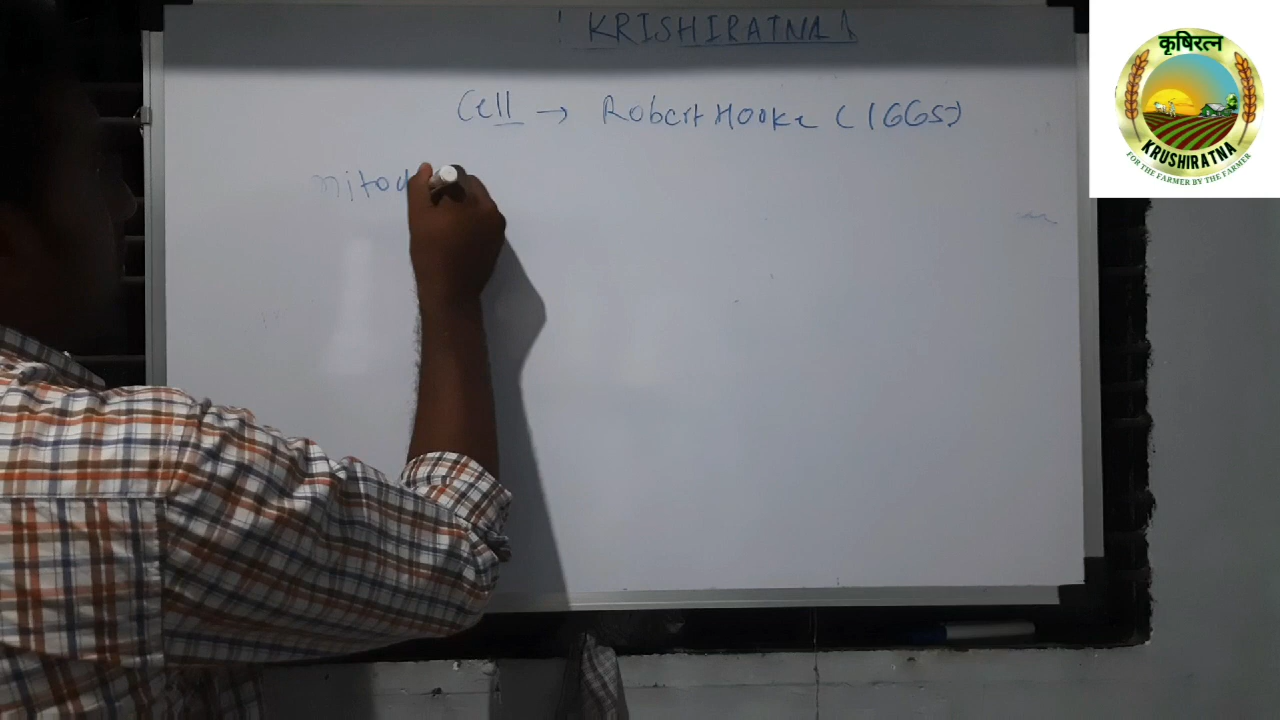 KRISHIRATNA
Cell → Robert Hooke (1665)
mitoc
कृषिरत्न
KRUSHIRATNA
FOR THE FARMER BY THE FARMER